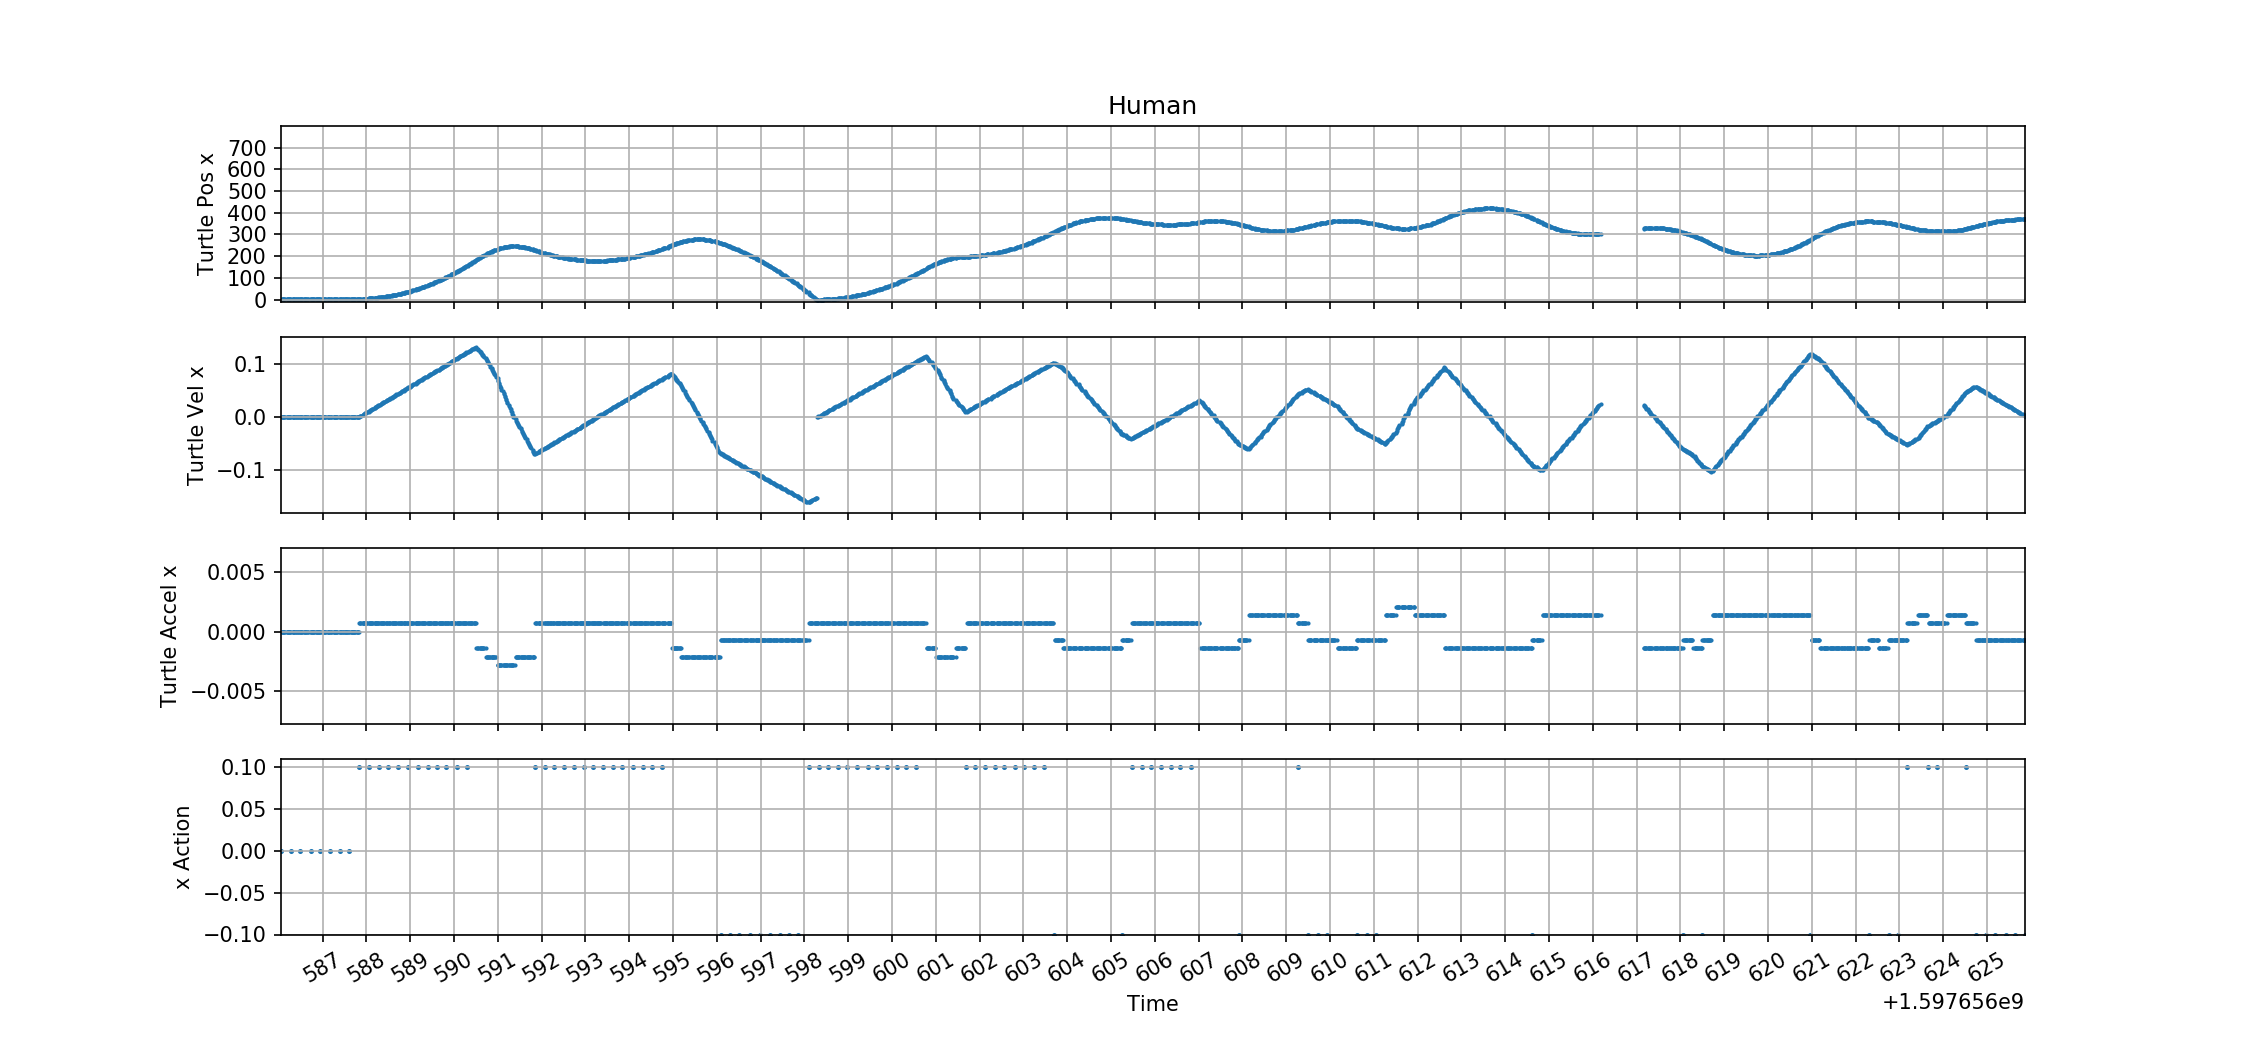 Human
Turtle Pos x
700
600
500
400
300
200
100
0
Turtle Vel x
0.1
0.0
−0.1
Turtle Accel x
0.005
0.000
−0.005
x Action
0.10
0.05
0.00
−0.05
−0.10
587 588 589 590 591 592 593 594 595 596 597 598 599 600 601 602 603 604 605 606 607 608 609 610 611 612 613 614 615 616 617 618 619 620 621 622 623 624 625
Time
+1.597656e9